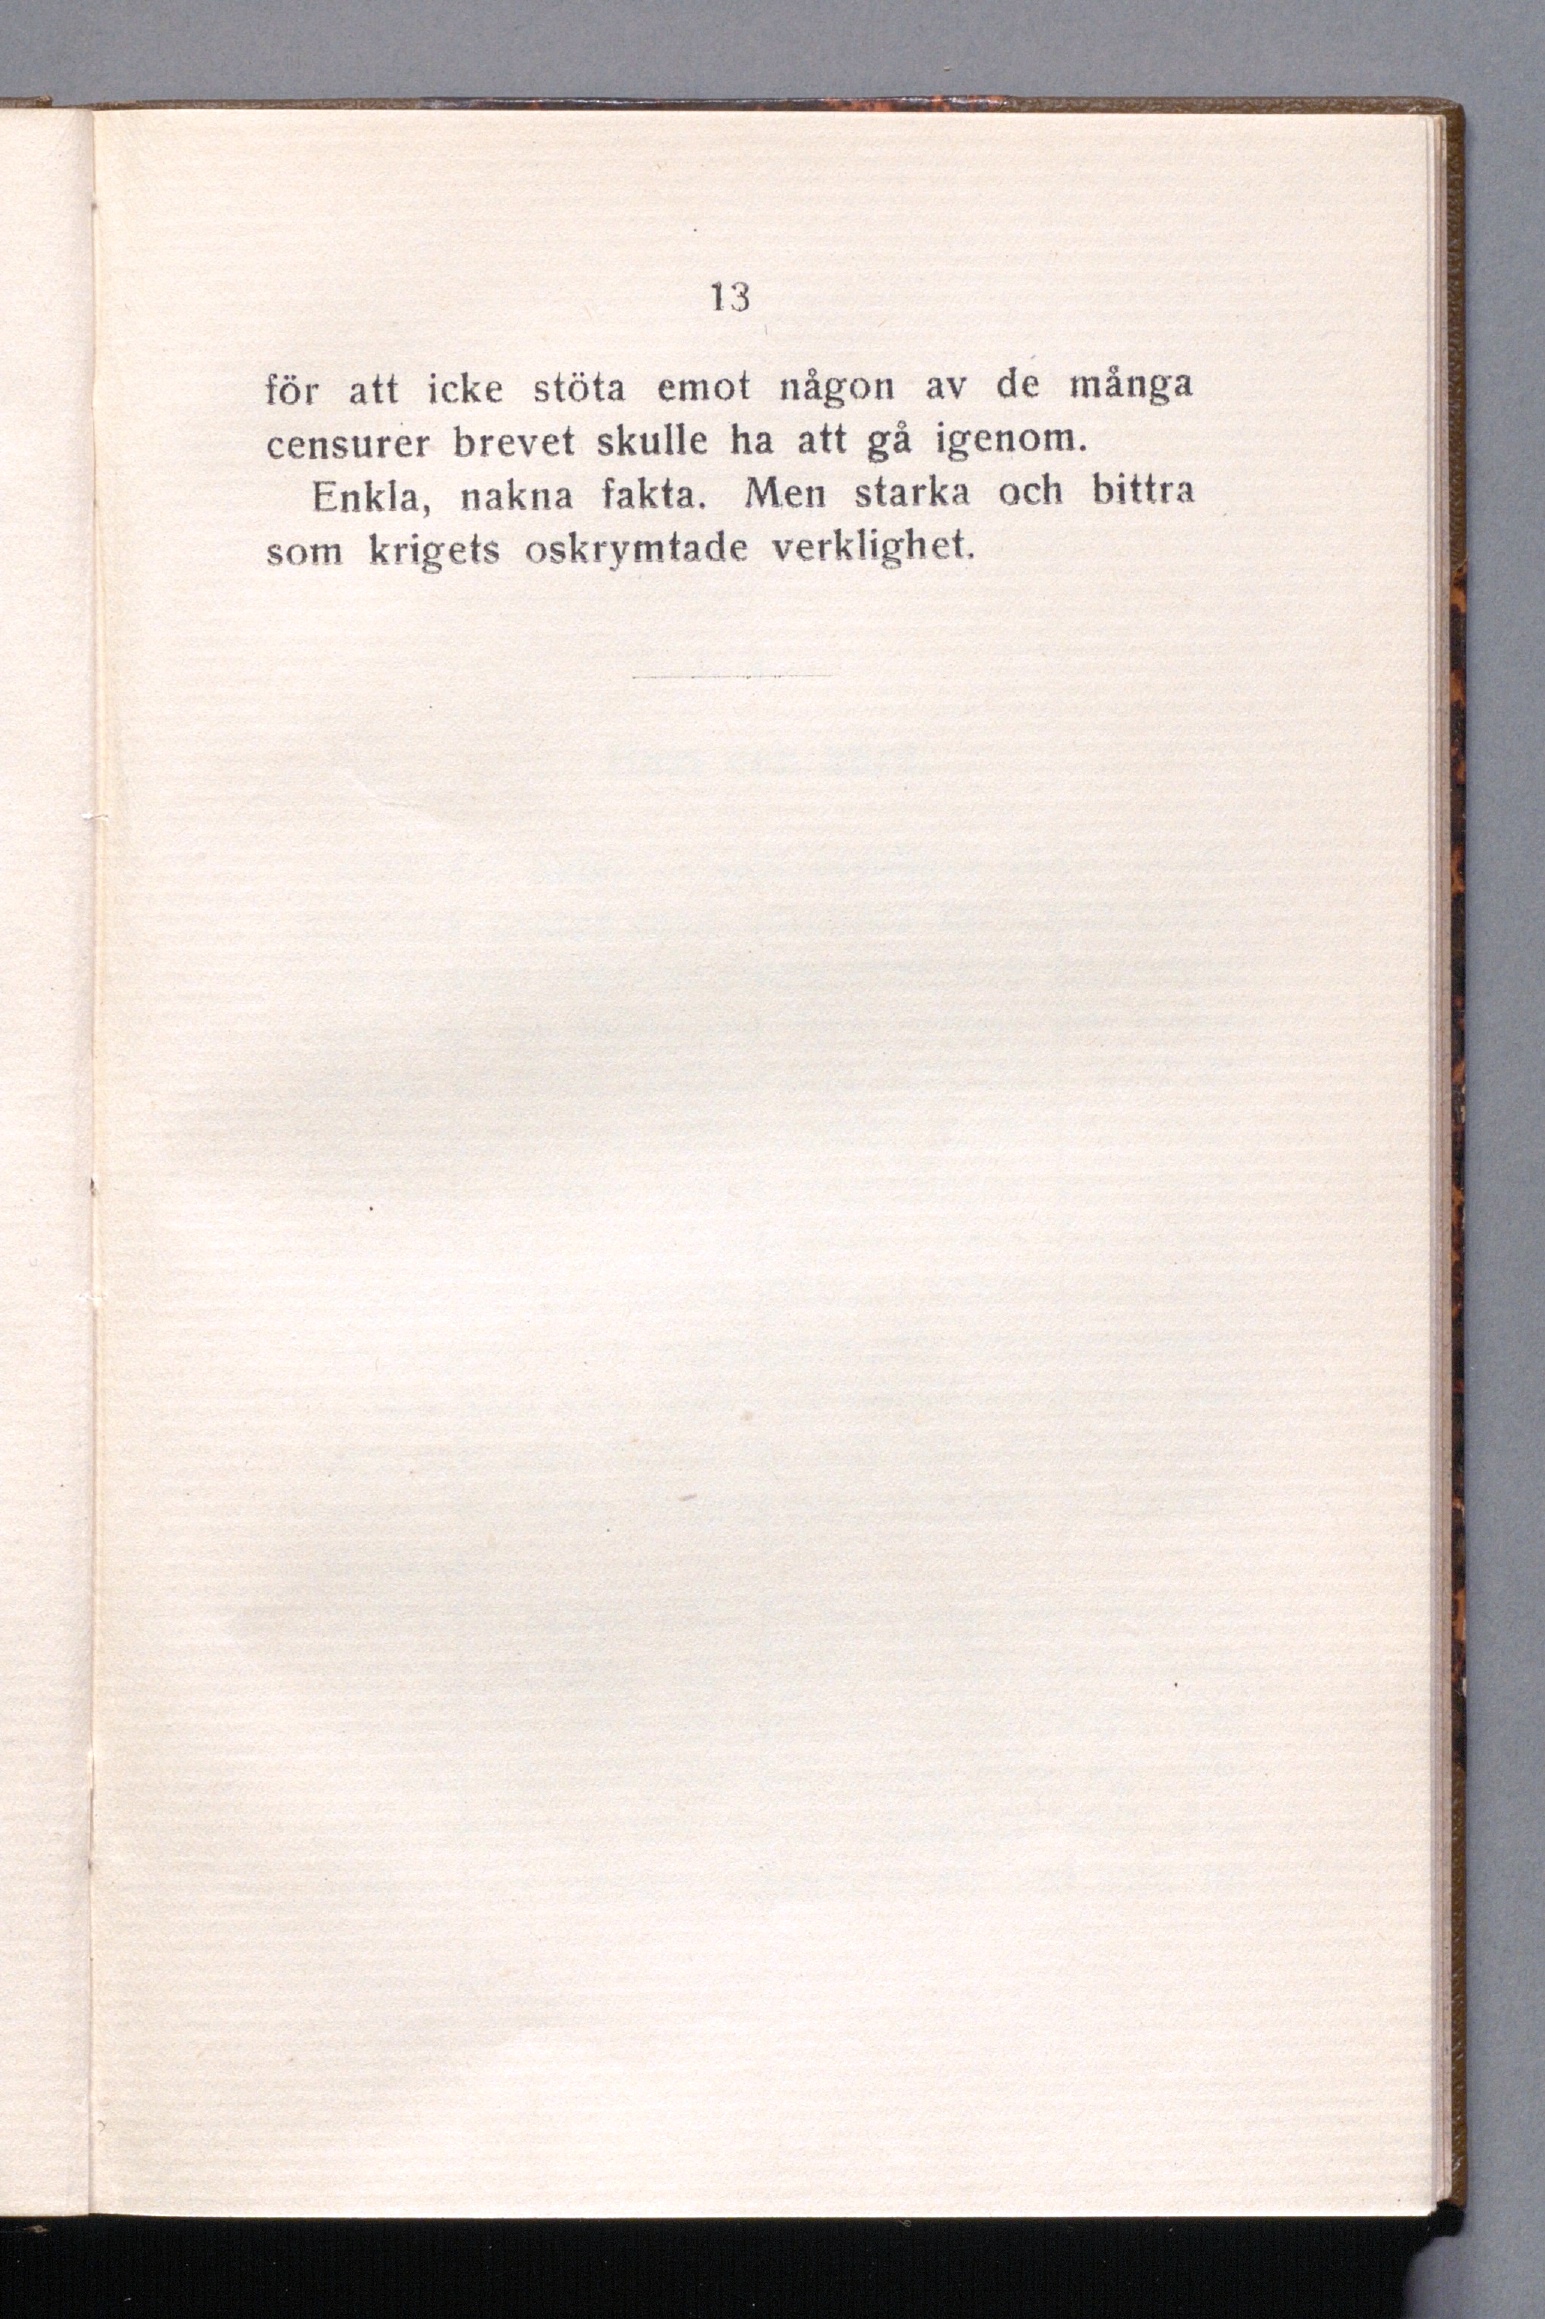 13
för att icke stöta emot någon av de många
censurer brevet skulle ha att gå igenom.
Enkla, nakna fakta. Men starka och bittra
som krigets oskrymtade verklighet.